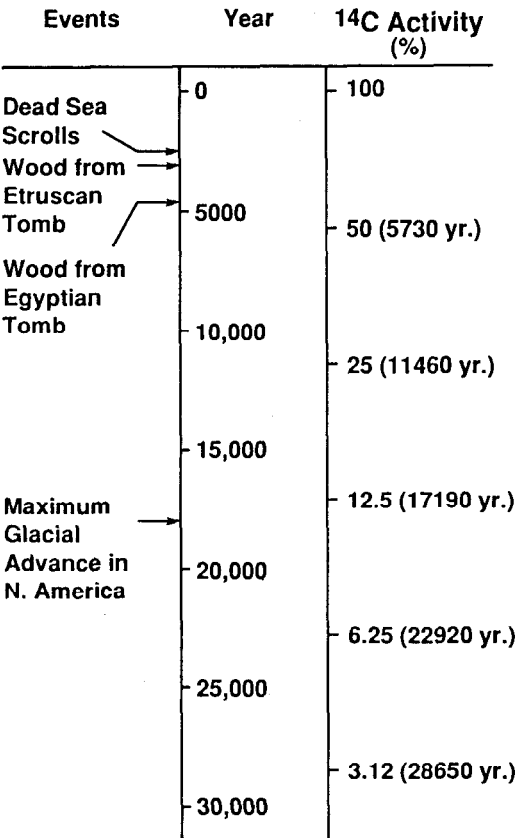 Events Year ¹⁴C Activity
(%)
0 100
Dead Sea
Scrolls
Wood from
Etruscan
Tomb
5000
50 (5730 yr.)
Wood from
Egyptian
Tomb
10,000
25 (11460 yr.)
15,000
12.5 (17190 yr.)
Maximum
Glacial
Advance in
N. America
20,000
6.25 (22920 yr.)
25,000
3.12 (28650 yr.)
30,000